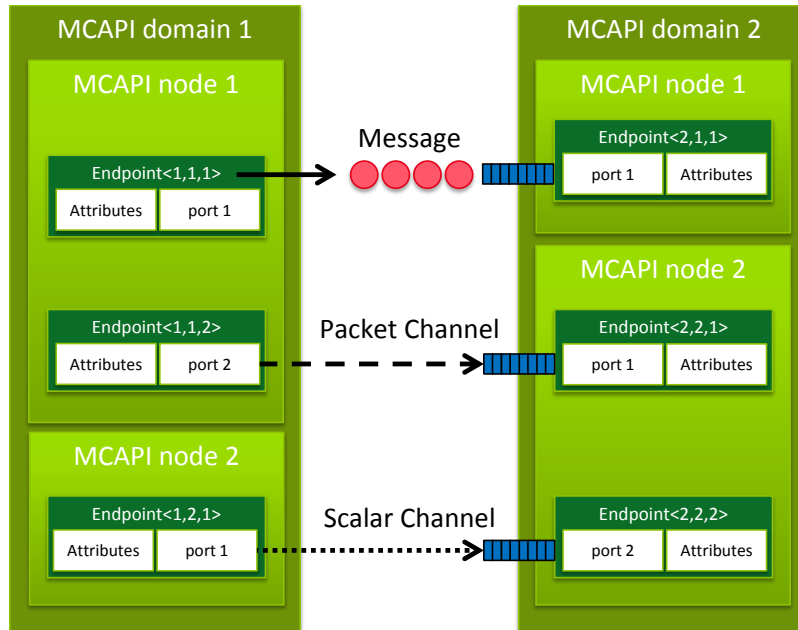 MCAPI domain 1
MCAPI node 1
Endpoint<1,1,1>
Attributes
port 1
Endpoint<1,1,2>
Attributes
port 2
MCAPI node 2
Endpoint<1,2,1>
Attributes
port 1
Message
Packet Channel
Scalar Channel
MCAPI domain 2
MCAPI node 1
Endpoint<2,1,1>
port 1
Attributes
MCAPI node 2
Endpoint<2,2,1>
port 1
Attributes
Endpoint<2,2,2>
port 2
Attributes